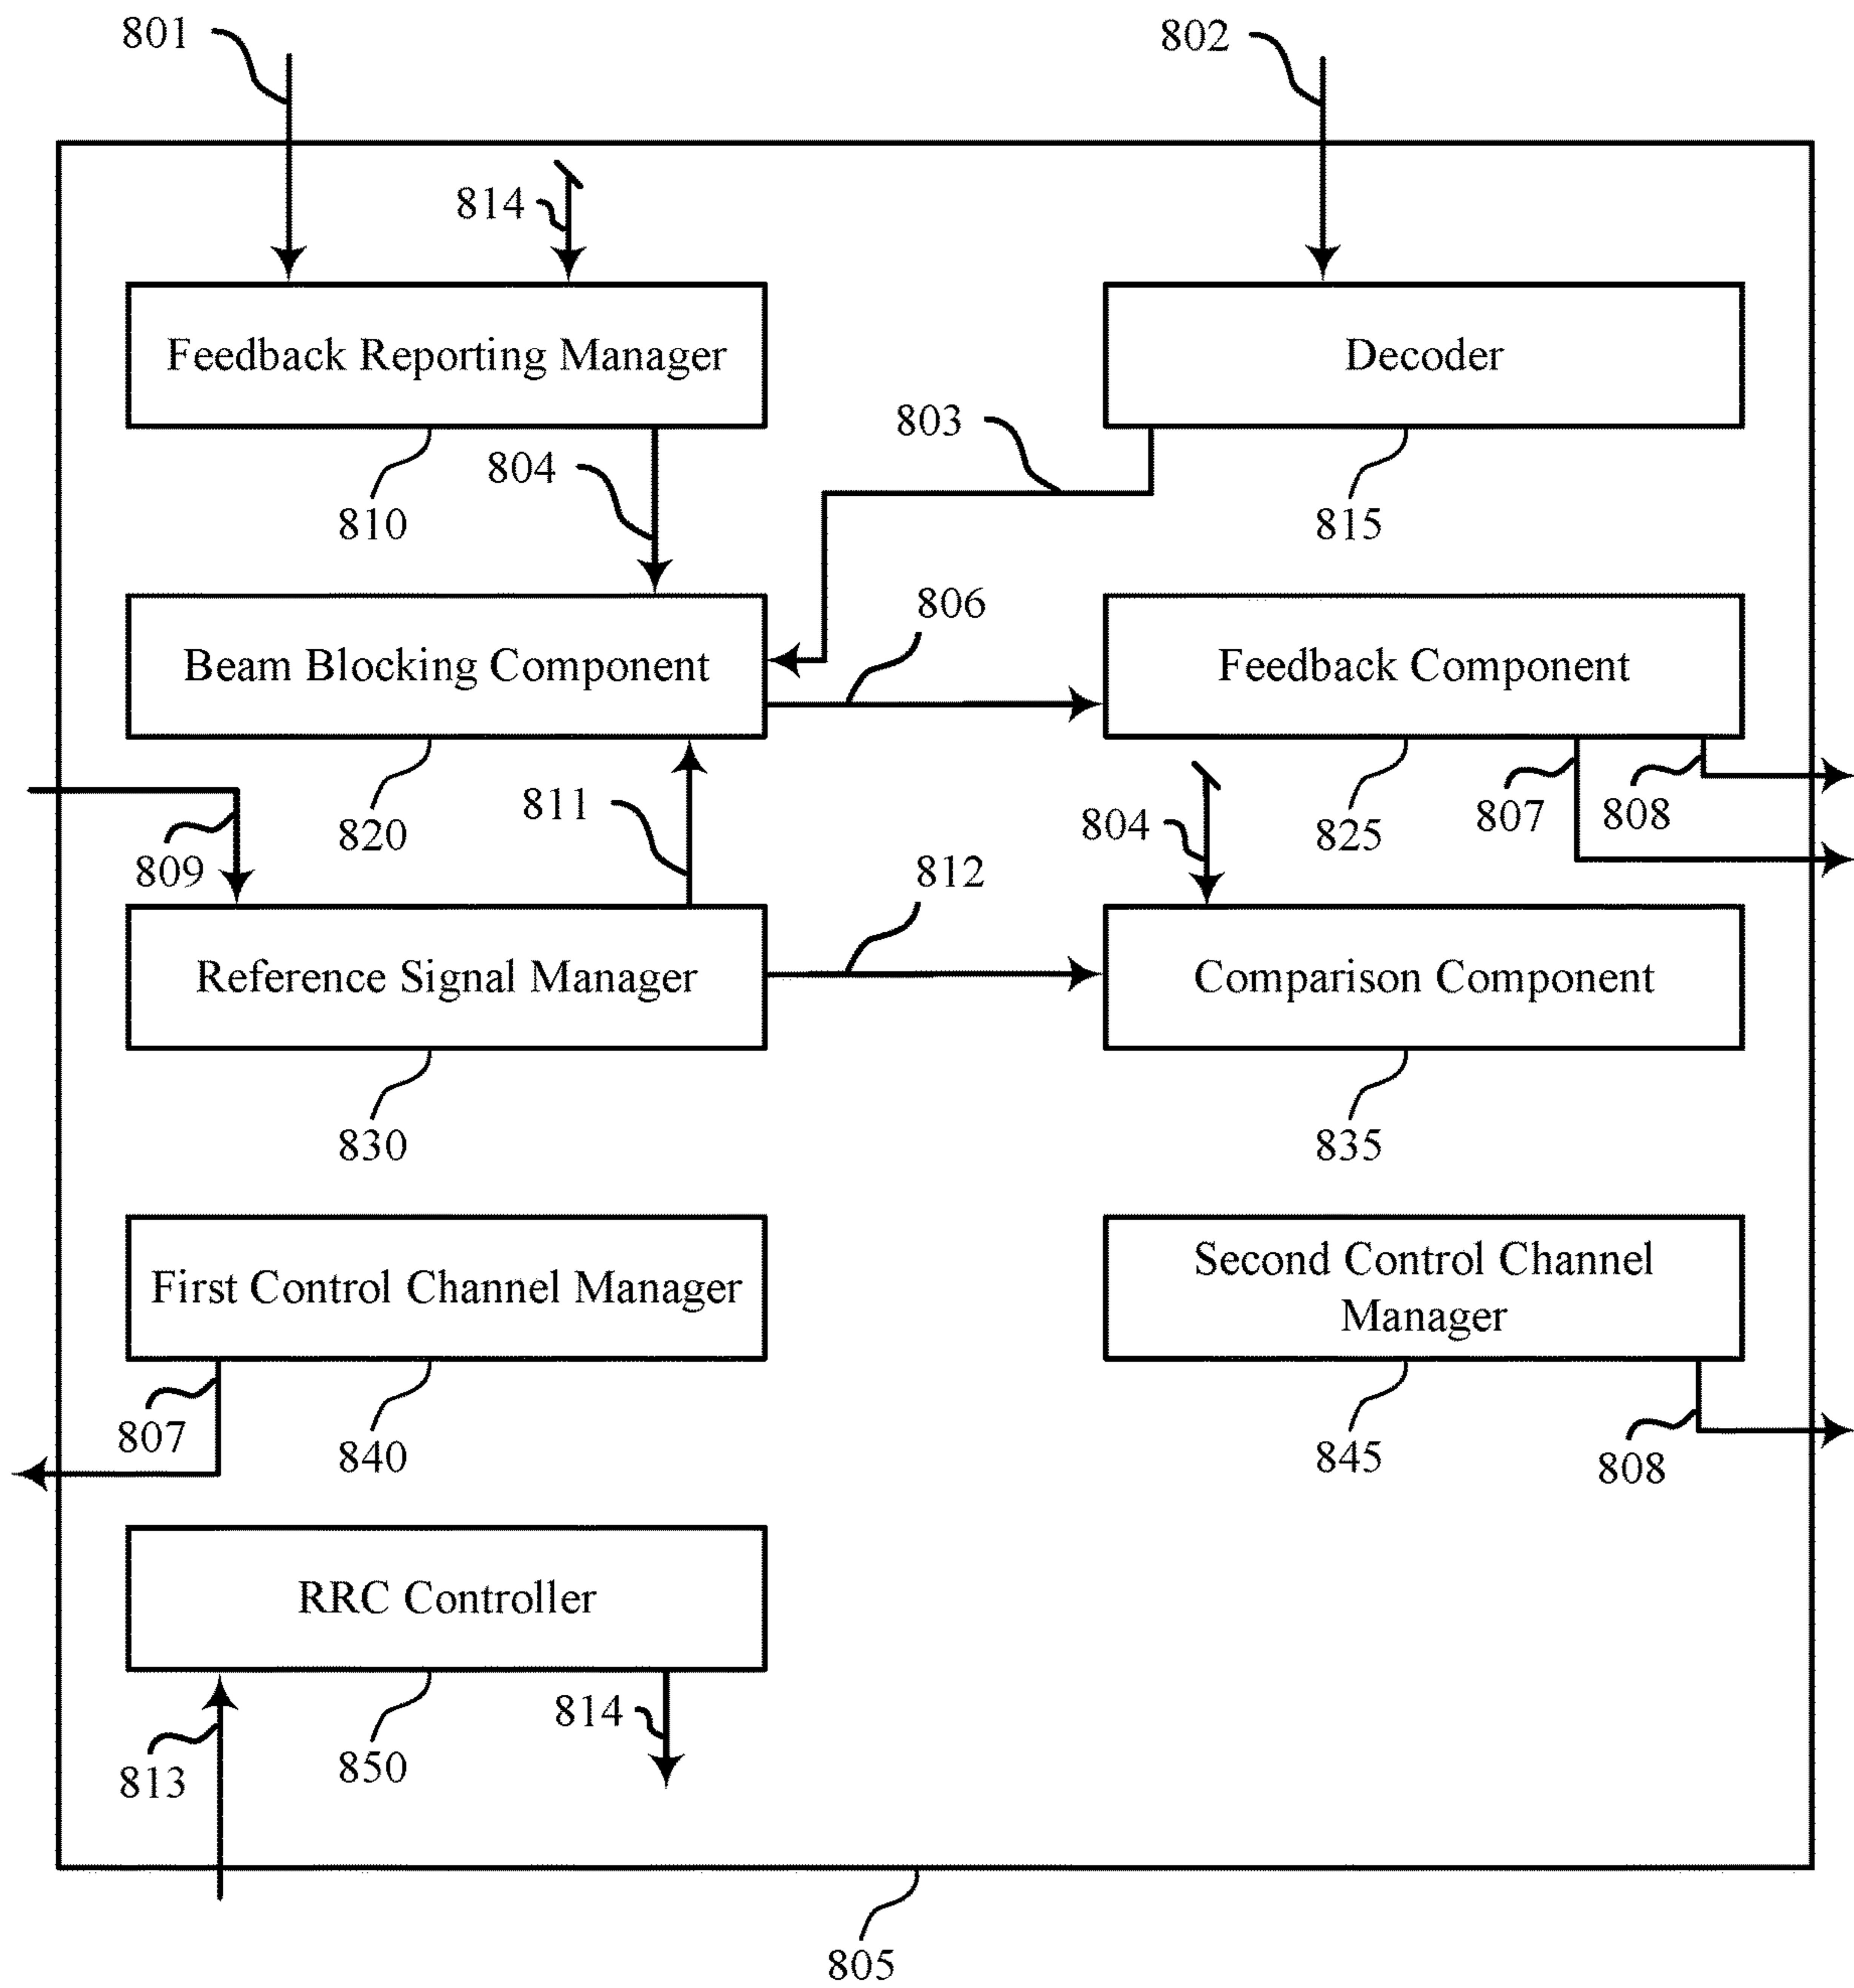 801
802
814
Feedback Reporting Manager
Decoder
803
804
810
815
806
Beam Blocking Component
Feedback Component
811
807
808
820
825
804
809
812
Reference Signal Manager
Comparison Component
830
835
First Control Channel Manager
Second Control Channel
Manager
807
840
845
808
RRC Controller
814
813
850
805